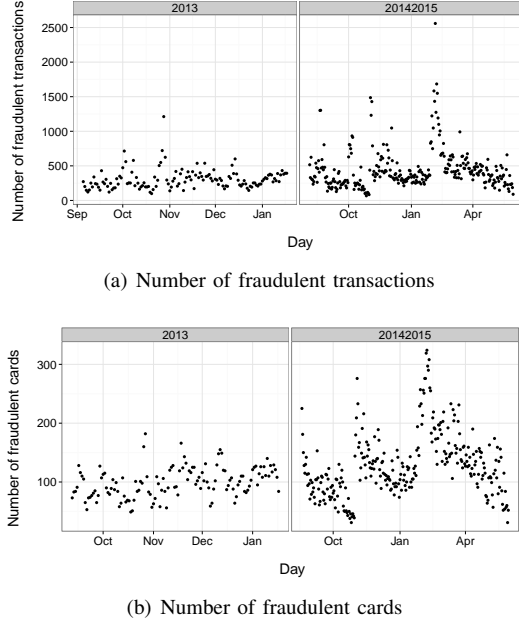 2013
20142015
Number of fraudulent transactions
2500
2000
1500
1000
500
0
Sep
Oct
Nov
Dec
Jan
Oct
Jan
Apr
Day
(a) Number of fraudulent transactions
2013
20142015
Number of fraudulent cards
300
200
100
Oct
Nov
Dec
Jan
Oct
Jan
Apr
Day
(b) Number of fraudulent cards